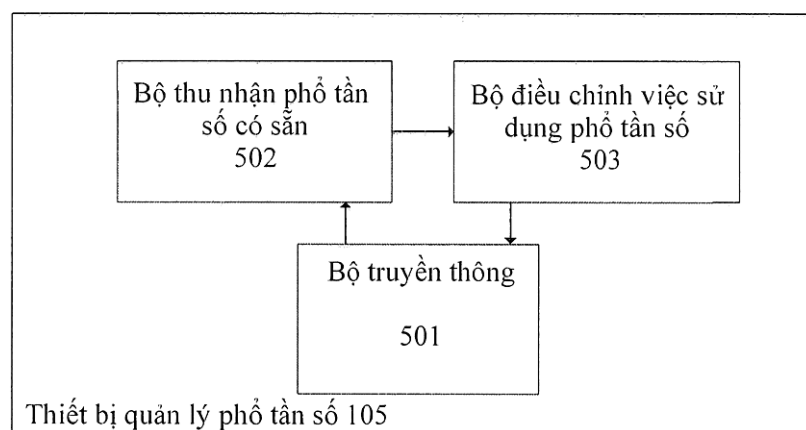 Bộ thu nhận phổ tần
số có sẵn
502
Bộ điều chỉnh việc sử
dụng phổ tần số
503
Bộ truyền thông
501
Thiết bị quản lý phổ tần số 105